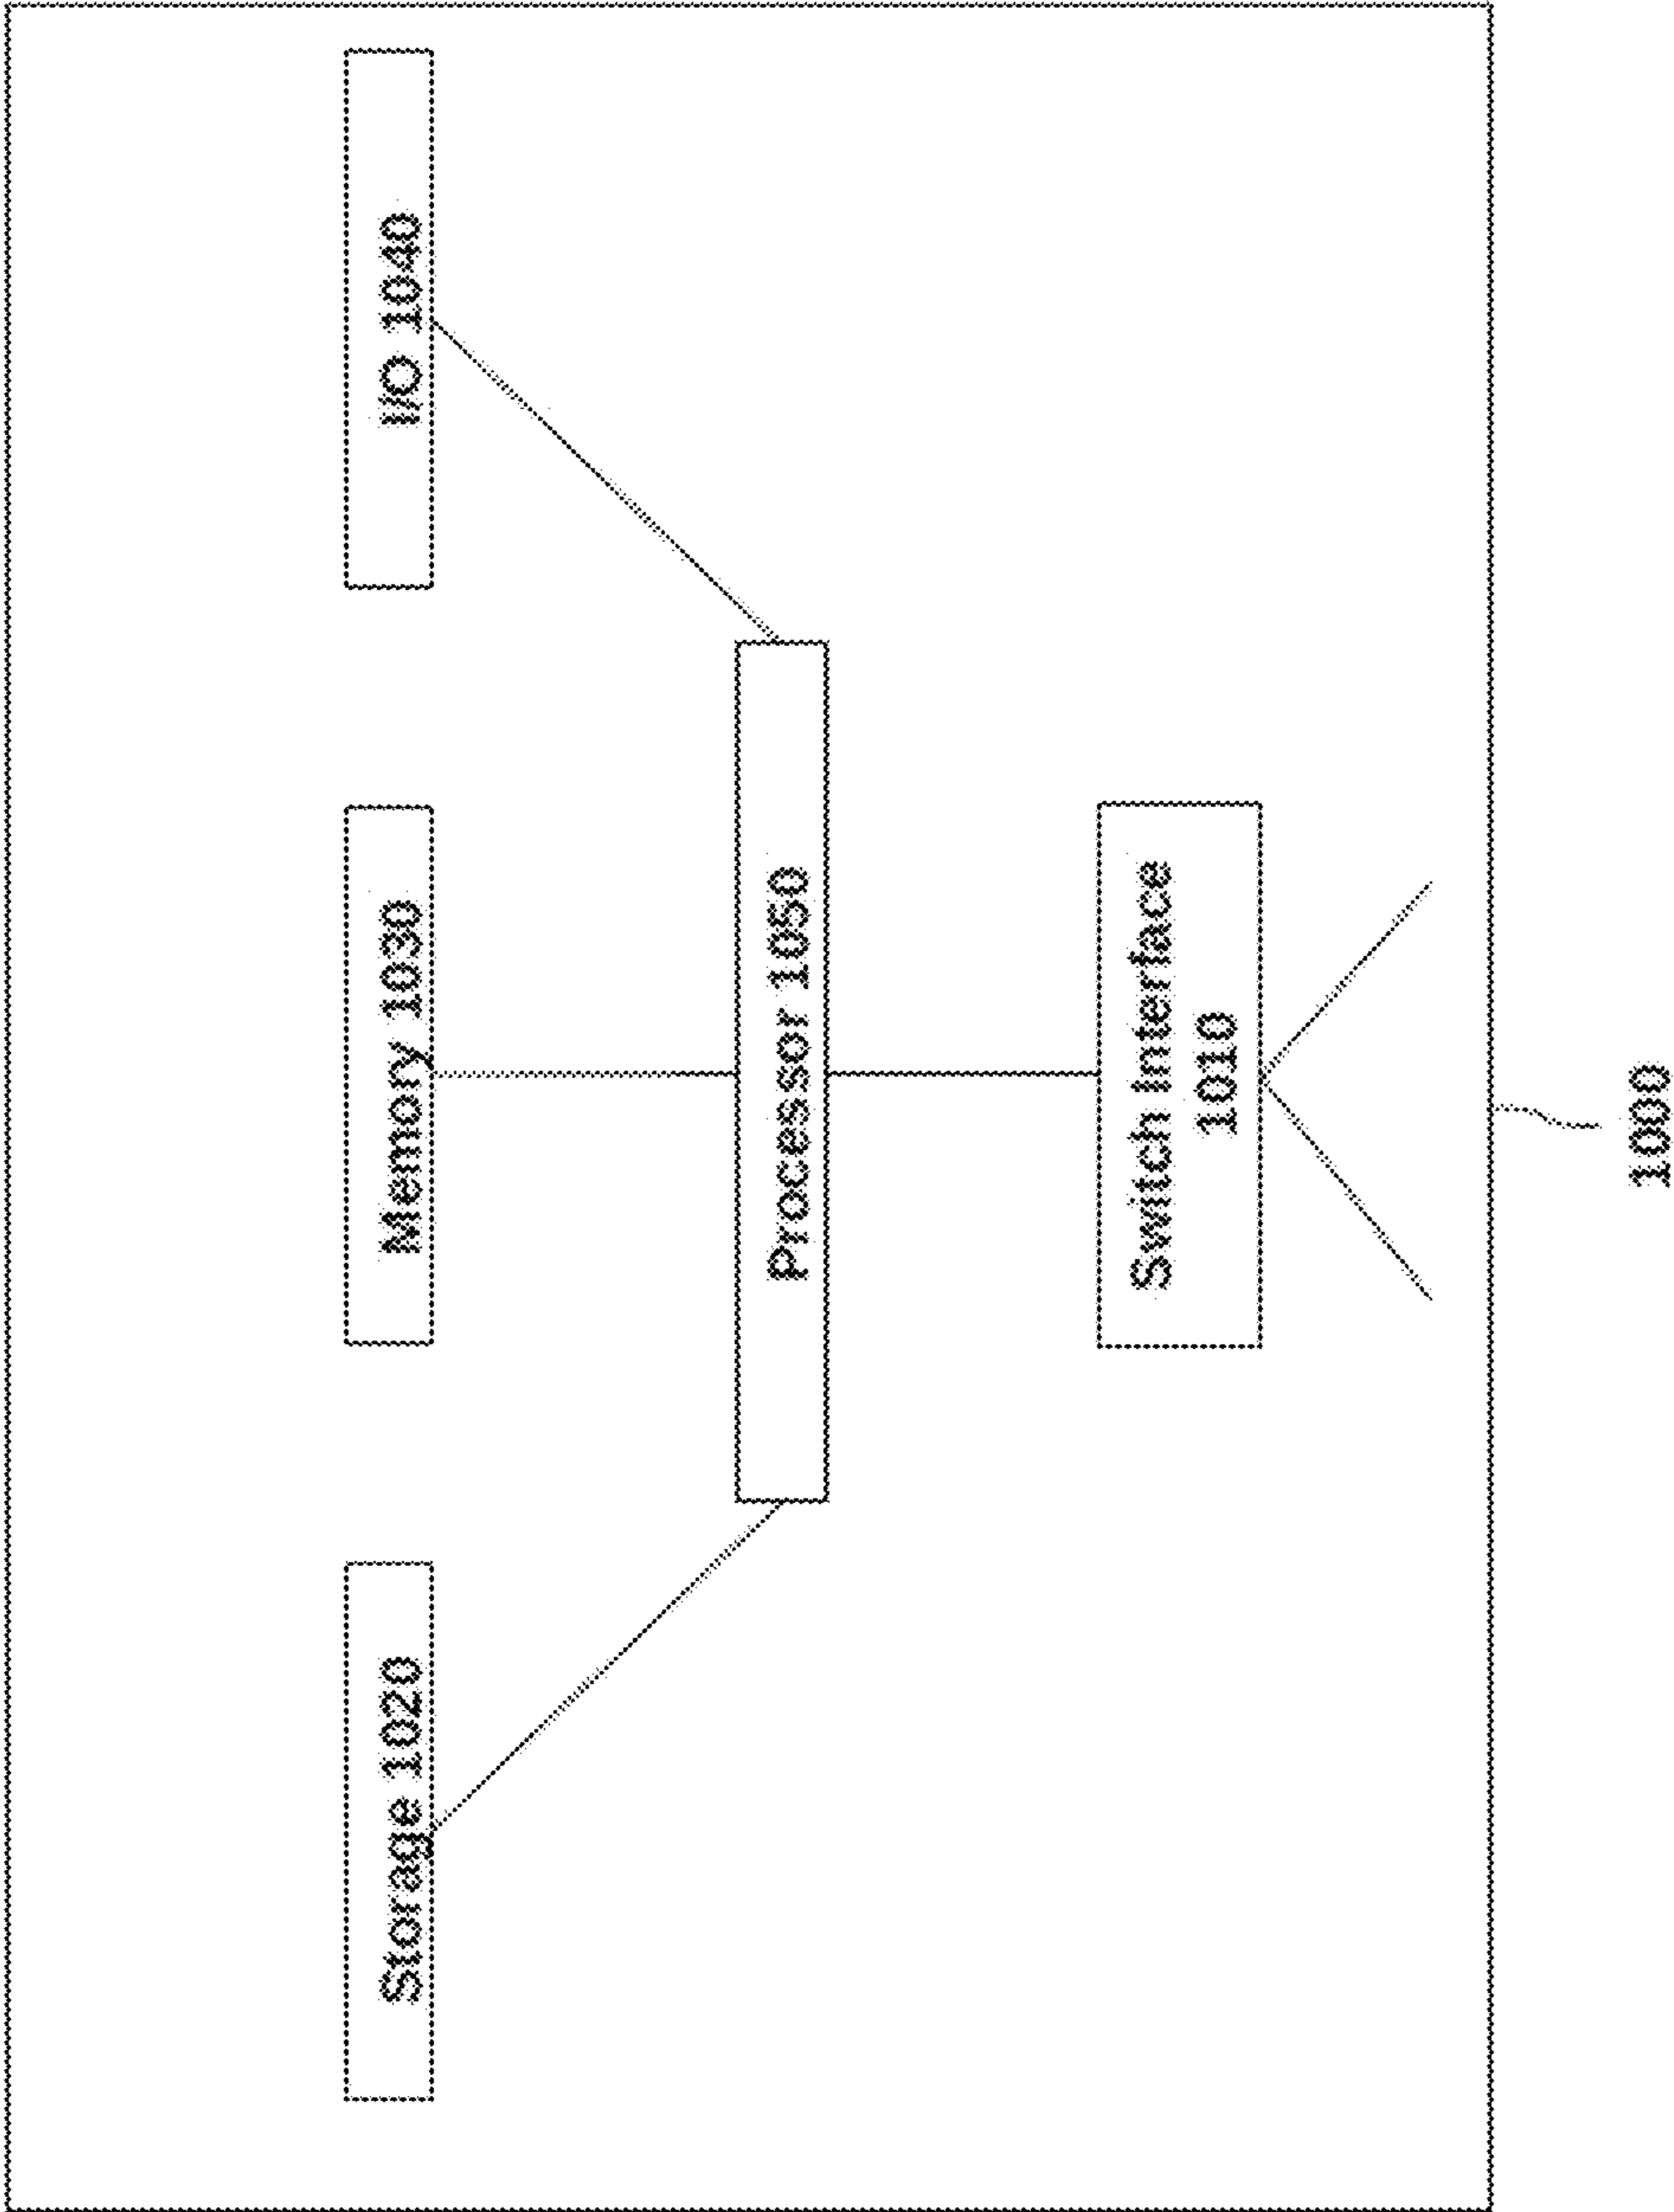 Storage 1020
Memory 1030
I/O 1040
Processor 1050
Switch Interface
1010
1000